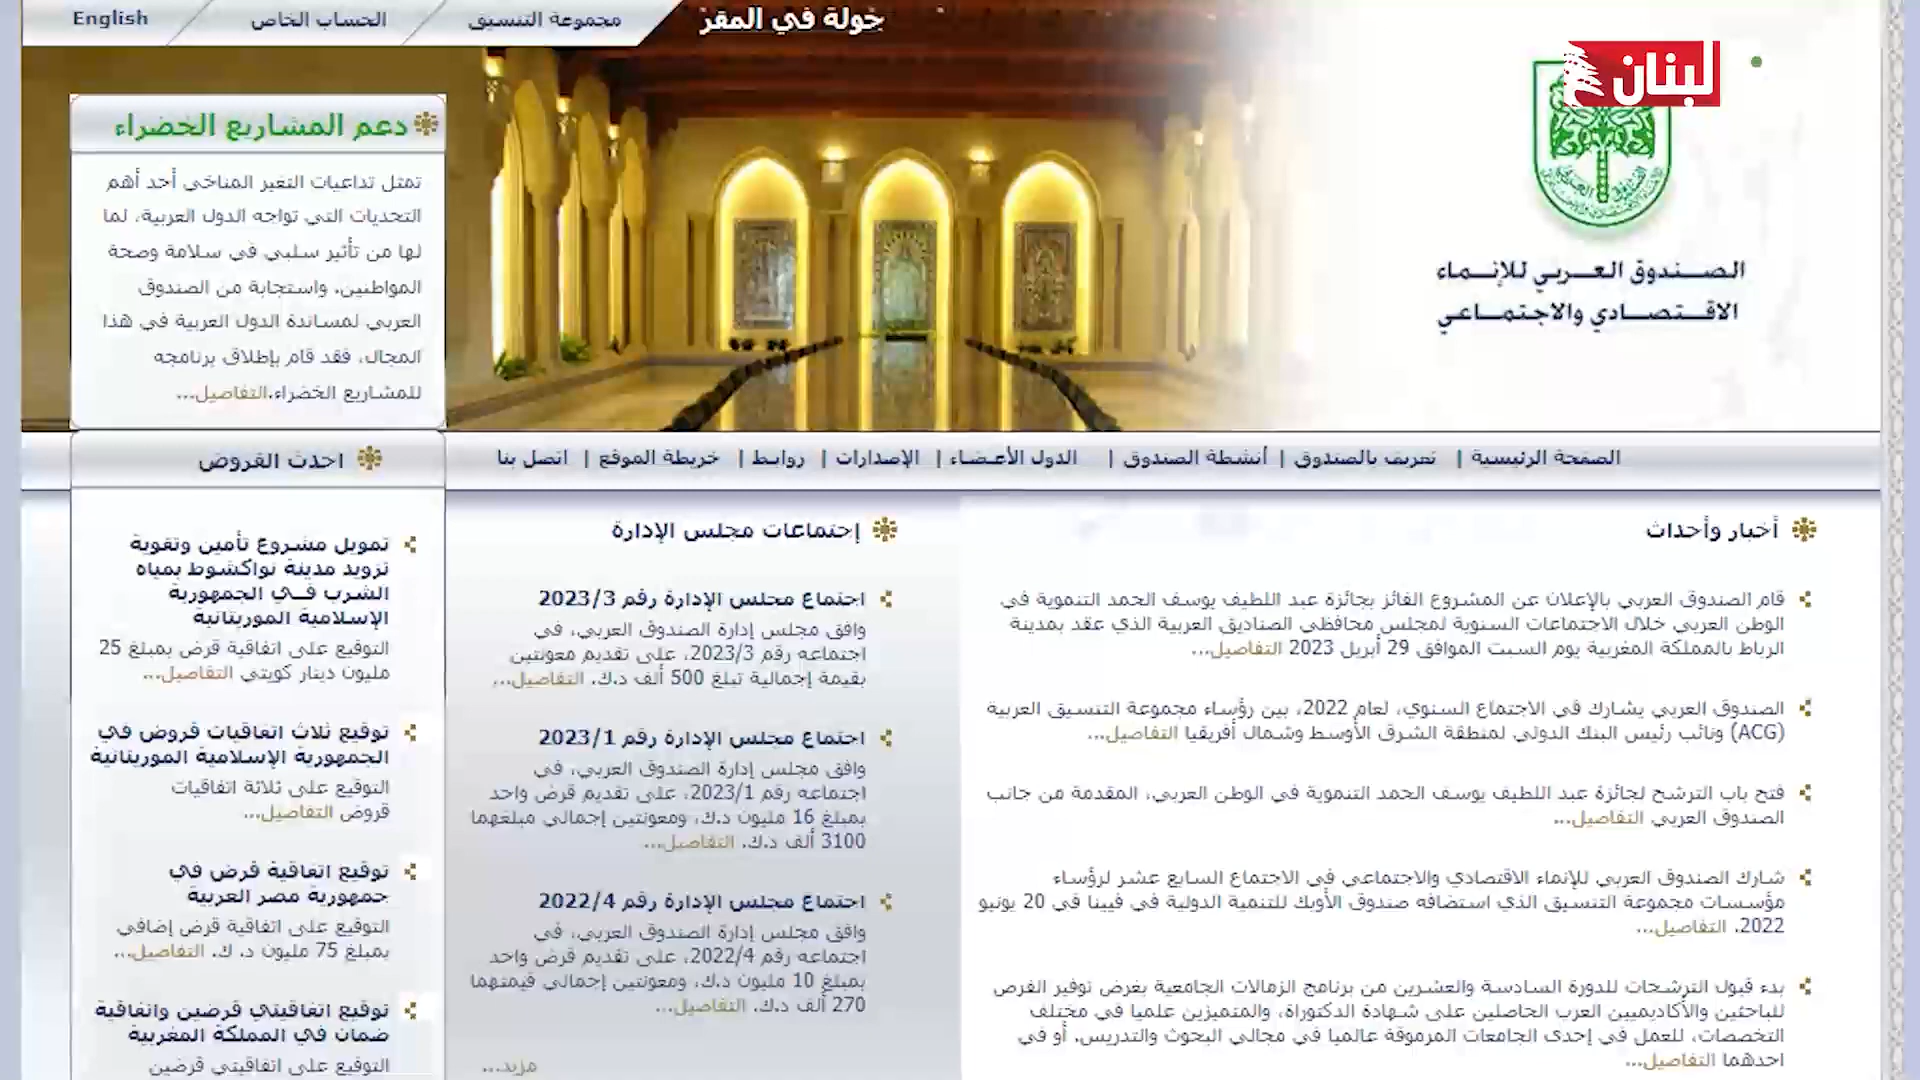 جولة في المقر
مجموعة التنسيق
الحساب الخاص
English
لبنان
الصـندوق العـربي للإنـماء
الاقـتصـادي والاجتمـاعي
دعم المشاريع الخضراء
تمثل تداعيات التغير المناخي أحد أهم
التحديات التي تواجه الدول العربية، لما
لها من تأثير سلبي في سلامة وصحة
المواطنين. واستجابة من الصندوق
العربي لمساندة الدول العربية في هذا
المجال، فقد قام بإطلاق برنامجه
للمشاريع الخضراء.التفاصيل...
الصفحة الرئيسية | تعريف بالصندوق | أنشطة الصندوق | الدول الأعضاء | الإصدارات | روابط | خريطة الموقع | اتصل بنا
أخبار وأحداث
قام الصندوق العربي بالإعلان عن المشروع الفائز بجائزة عبد اللطيف يوسف الحمد التنموية في
الوطن العربي خلال الاجتماعات السنوية لمجلس محافظي الصناديق العربية الذي عقد بمدينة
الرباط بالمملكة المغربية يوم السبت الموافق 29 أبريل 2023 التفاصيل...
الصندوق العربي يشارك في الاجتماع السنوي، لعام 2022، بين رؤساء مجموعة التنسيق العربية
(ACG) ونائب رئيس البنك الدولي لمنطقة الشرق الأوسط وشمال أفريقيا التفاصيل...
فتح باب الترشح لجائزة عبد اللطيف يوسف الحمد التنموية في الوطن العربي، المقدمة من جانب
الصندوق العربي التفاصيل...
شارك الصندوق العربي للإنماء الاقتصادي والاجتماعي في الاجتماع السابع عشر لرؤساء
مؤسسات مجموعة التنسيق الذي استضافه صندوق الأوبك للتنمية الدولية في فيينا في 20 يونيو
2022. التفاصيل...
بدء قبول الترشحات للدورة السادسة والعشرين من برنامج الزمالات الجامعية بغرض توفير الفرص
للباحثين والأكاديميين العرب الحاصلين على شهادة الدكتوراة، والمتميزين علميا في مختلف
التخصصات، للعمل في إحدى الجامعات المرموقة عالميا في مجالي البحوث والتدريس. أو في
احدهما التفاصيل...
إجتماعات مجلس الإدارة
اجتماع مجلس الإدارة رقم 2023/3
وافق مجلس إدارة الصندوق العربي، في
اجتماعه رقم 2023/3، على تقديم معونتين
بقيمة إجمالية تبلغ 500 ألف د.ك. التفاصيل...
اجتماع مجلس الإدارة رقم 2023/1
وافق مجلس إدارة الصندوق العربي، في
اجتماعه رقم 2023/1، على تقديم قرض واحد
بمبلغ 16 مليون د.ك، ومعونتين إجمالي مبلغهما
3100 ألف د.ك. التفاصيل...
اجتماع مجلس الإدارة رقم 2022/4
وافق مجلس إدارة الصندوق العربي، في
اجتماعه رقم 2022/4، على تقديم قرض واحد
بمبلغ 10 مليون د.ك، ومعونتين إجمالي قيمتهما
270 ألف د.ك. التفاصيل...
مزيد...
احدث القروض
تمويل مشروع تأمين وتقوية
تزويد مدينة نواكشوط بمياه
الشرب فـي الجمهورية
الإسلامية الموريتانية
التوقيع على اتفاقية قرض بمبلغ 25
مليون دينار كويتي التفاصيل...
توقيع ثلاث اتفاقيات قروض في
الجمهورية الإسلامية الموريتانية
التوقيع على ثلاثة اتفاقيات
قروض التفاصيل...
توقيع اتفاقية قرض في
جمهورية مصر العربية
التوقيع على اتفاقية قرض إضافي
بمبلغ 75 مليون د. ك. التفاصيل...
توقيع اتفاقيتي قرضين واتفاقية
ضمان في المملكة المغربية
التوقيع على اتفاقيتي قرضين